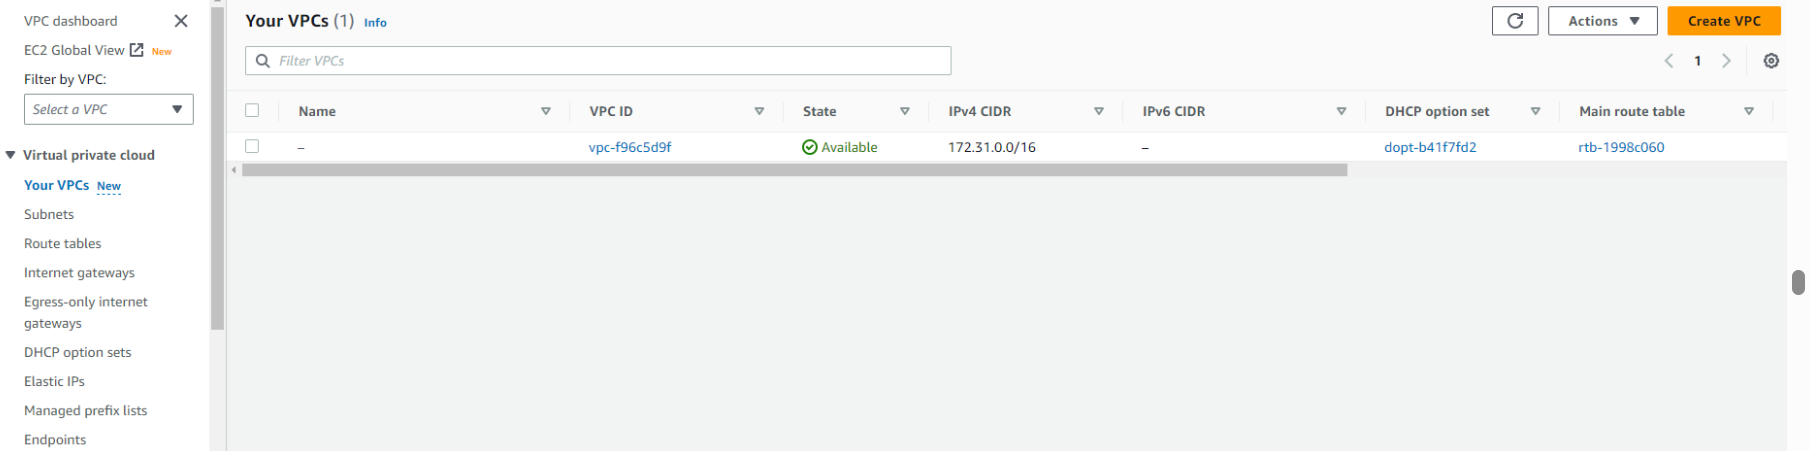 VPC dashboard
EC2 Global View New
Filter by VPC:
Select a VPC
Virtual private cloud
Your VPCs New
Subnets
Route tables
Internet gateways
Egress-only internet
gateways
DHCP option sets
Elastic IPs
Managed prefix lists
Endpoints
Your VPCs (1) Info
Actions
Create VPC
Filter VPCs
1
Name VPC ID State IPv4 CIDR IPv6 CIDR DHCP option set Main route table
– vpc-f96c5d9f Available 172.31.0.0/16 – dopt-b41f7fd2 rtb-1998c060